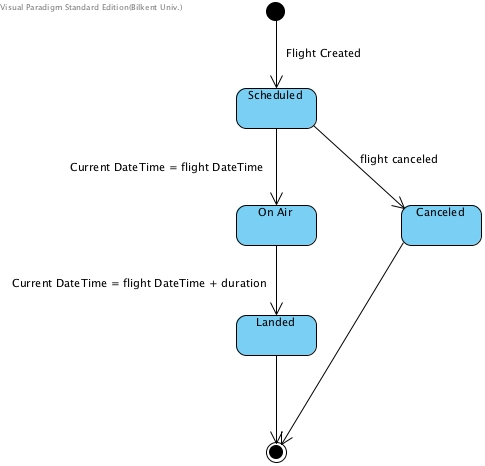 Visual Paradigm Standard Edition(Bilkent Univ.)
Flight Created
Scheduled
Current DateTime = flight DateTime
flight canceled
On Air
Canceled
Current DateTime = flight DateTime + duration
Landed